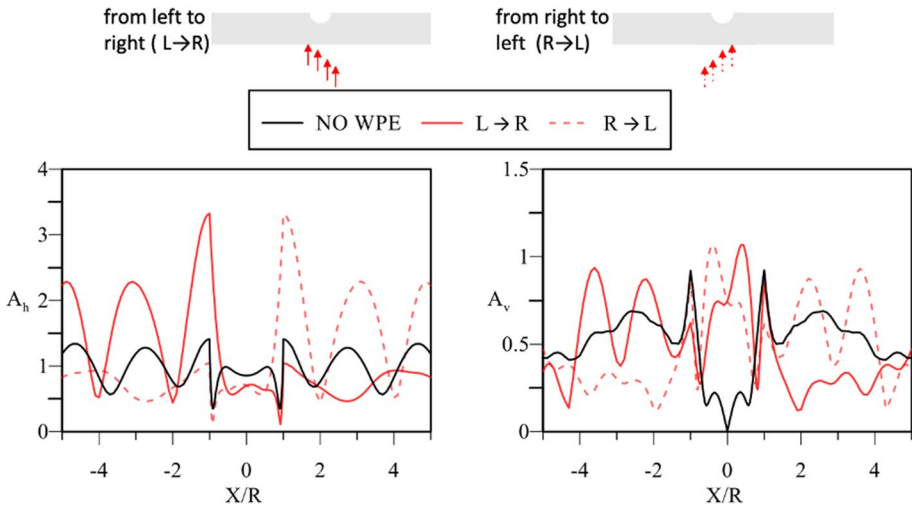 from left to
right ( L→R)
from right to
left  (R→L)
NO WPE
L → R
R → L
4
3
2
1
0
A_h
-4
-2
0
2
4
X/R
1.5
1
0.5
0
A_v
-4
-2
0
2
4
X/R